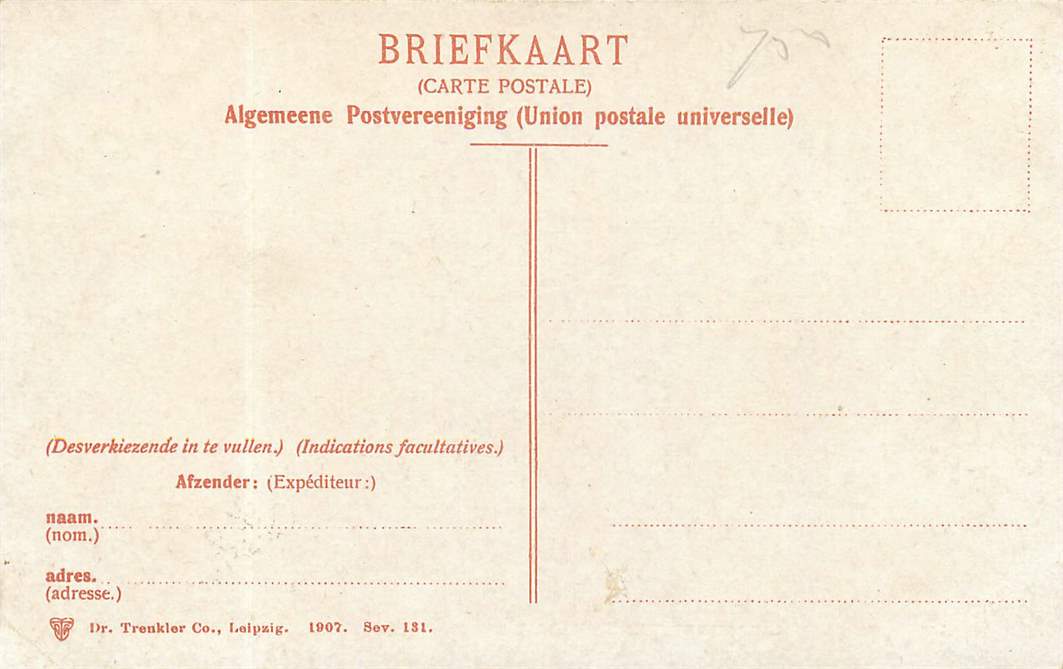 BRIEFKAART
(CARTE POSTALE)
Algemeene Postvereeniging (Union postale universelle)
(Desverkiezende in te vullen.) (Indications facultatives.)
Afzender: (Expéditeur:)
naam.
(nom.)
adres.
(adresse.)
Dr. Trenkler Co., Leipzig. 1907. Sev. 131.